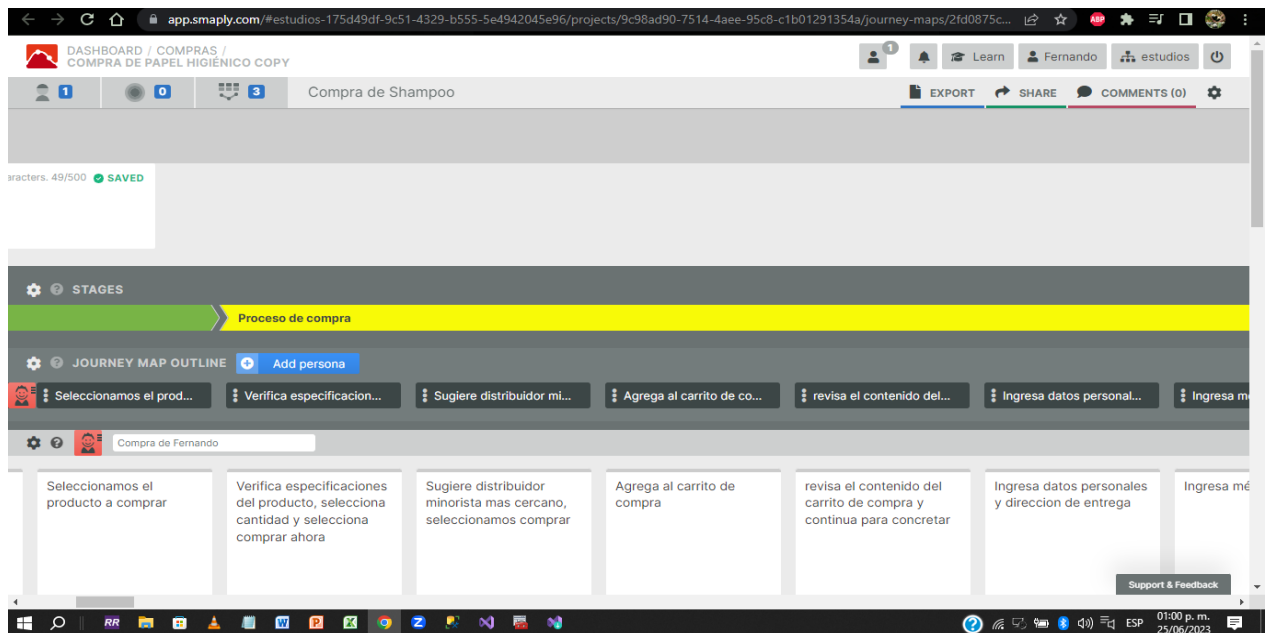 app.smaply.com/#estudios-175d49df-9c51-4329-b555-5e4942045e96/projects/9c98ad90-7514-4aee-95c8-c1b01291354a/journey-maps/2fd0875c...
ABP
DASHBOARD / COMPRAS /
COMPRA DE PAPEL HIGIÉNICO COPY
1
Learn
Fernando
estudios
1
0
3
Compra de Shampoo
EXPORT
SHARE
COMMENTS (0)
aracters. 49/500 SAVED
STAGES
Proceso de compra
JOURNEY MAP OUTLINE
Add persona
Seleccionamos el prod...
Verifica especificacion...
Sugiere distribuidor mi...
Agrega al carrito de co...
revisa el contenido del...
Ingresa datos personal...
Ingresa m
Compra de Fernando
Seleccionamos el
producto a comprar
Verifica especificaciones
del producto, selecciona
cantidad y selecciona
comprar ahora
Sugiere distribuidor
minorista mas cercano,
seleccionamos comprar
Agrega al carrito de
compra
revisa el contenido del
carrito de compra y
continua para concretar
Ingresa datos personales
y direccion de entrega
Ingresa mé
Support & Feedback
RR
W
P
X
Z
ESP
01:00 p. m.
25/06/2023